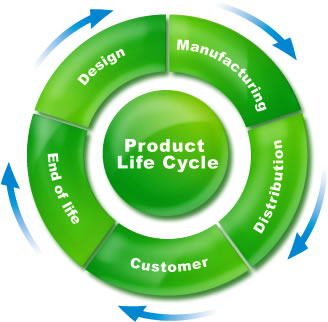 Design
Manufacturing
Distribution
Customer
End of life
Product
Life Cycle